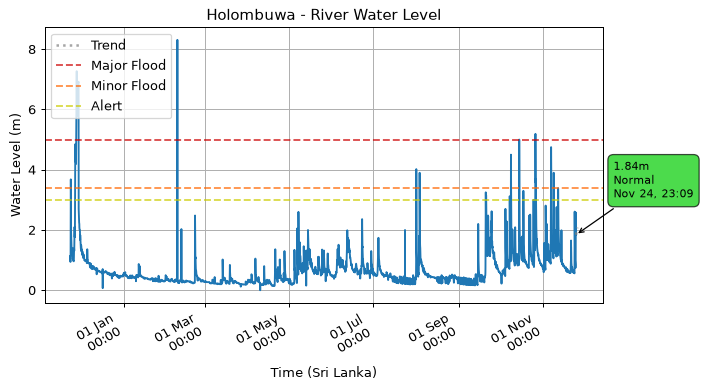 Holombuwa - River Water Level
Water Level (m)
8
6
4
2
0
Trend
Major Flood
Minor Flood
Alert
1.84m
Normal
Nov 24, 23:09
01 Jan
00:00
01 Mar
00:00
01 May
00:00
01 Jul
00:00
01 Sep
00:00
01 Nov
00:00
Time (Sri Lanka)